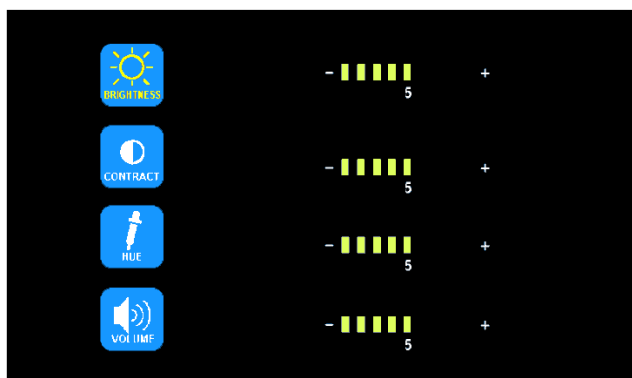 BRIGHTNESS
- +
5
CONTRACT
- +
5
HUE
- +
5
VOLUME
- +
5